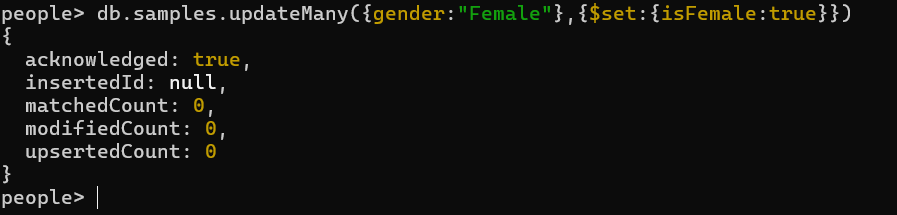 people> db.samples.updateMany({gender:"Female"},{$set:{isFemale:true}})
{
  acknowledged: true,
  insertedId: null,
  matchedCount: 0,
  modifiedCount: 0,
  upsertedCount: 0
}
people>